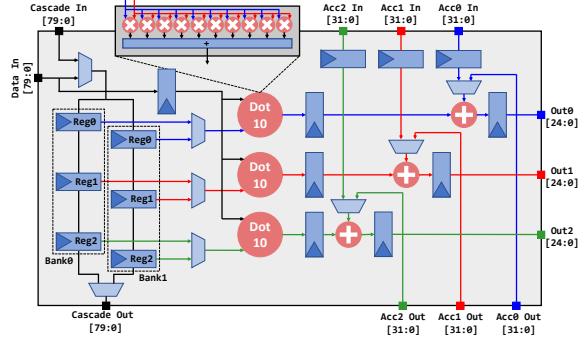 Cascade In
[79:0]
Acc2 In
[31:0]
Acc1 In
[31:0]
Acc0 In
[31:0]
+
Data In
[79:0]
Reg0
Reg0
Dot
10
Out0
[24:0]
Reg1
Reg1
Dot
10
Out1
[24:0]
Reg2
Reg2
Dot
10
Out2
[24:0]
Bank0
Bank1
Cascade Out
[79:0]
Acc2 Out
[31:0]
Acc1 Out
[31:0]
Acc0 Out
[31:0]